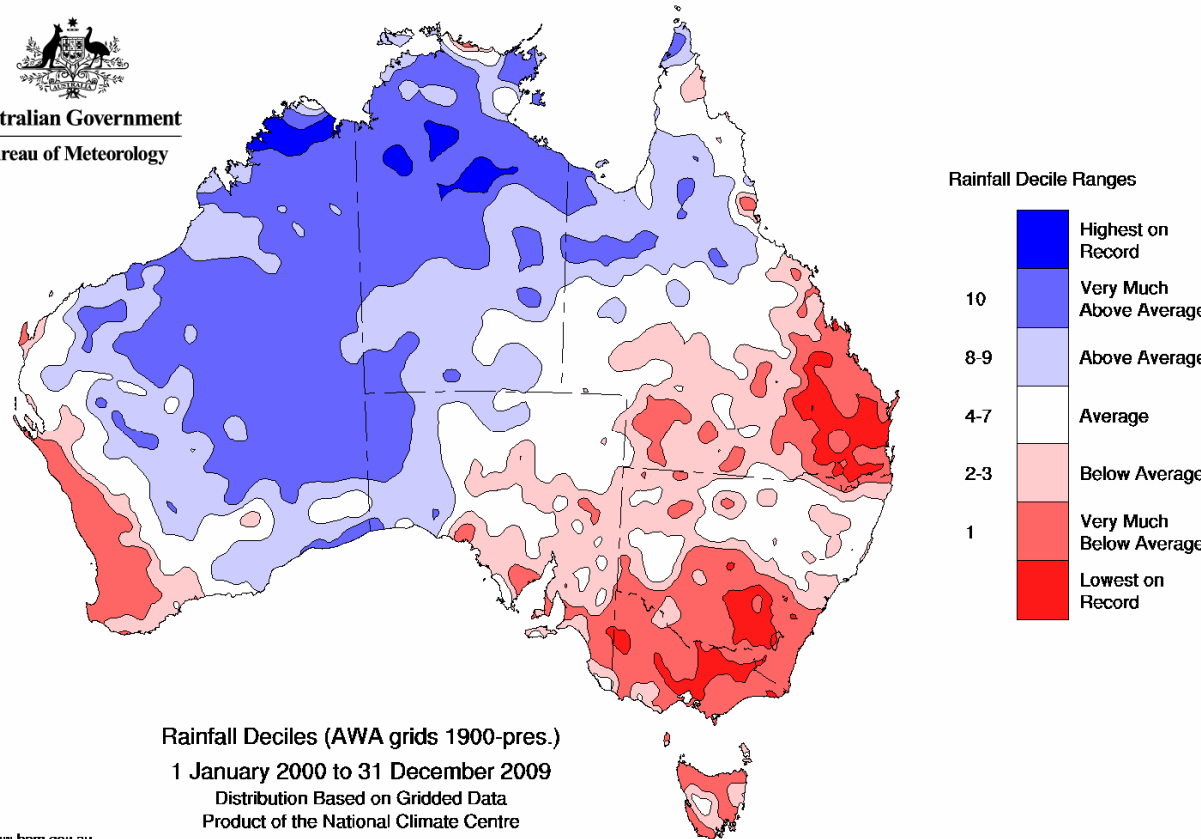 AUSTRALIA
tralian Government
reau of Meteorology
Rainfall Decile Ranges
Highest on
Record
10
Very Much
Above Average
8-9
Above Average
4-7
Average
2-3
Below Average
1
Very Much
Below Average
Lowest on
Record
Rainfall Deciles (AWA grids 1900-pres.)
1 January 2000 to 31 December 2009
Distribution Based on Gridded Data
Product of the National Climate Centre